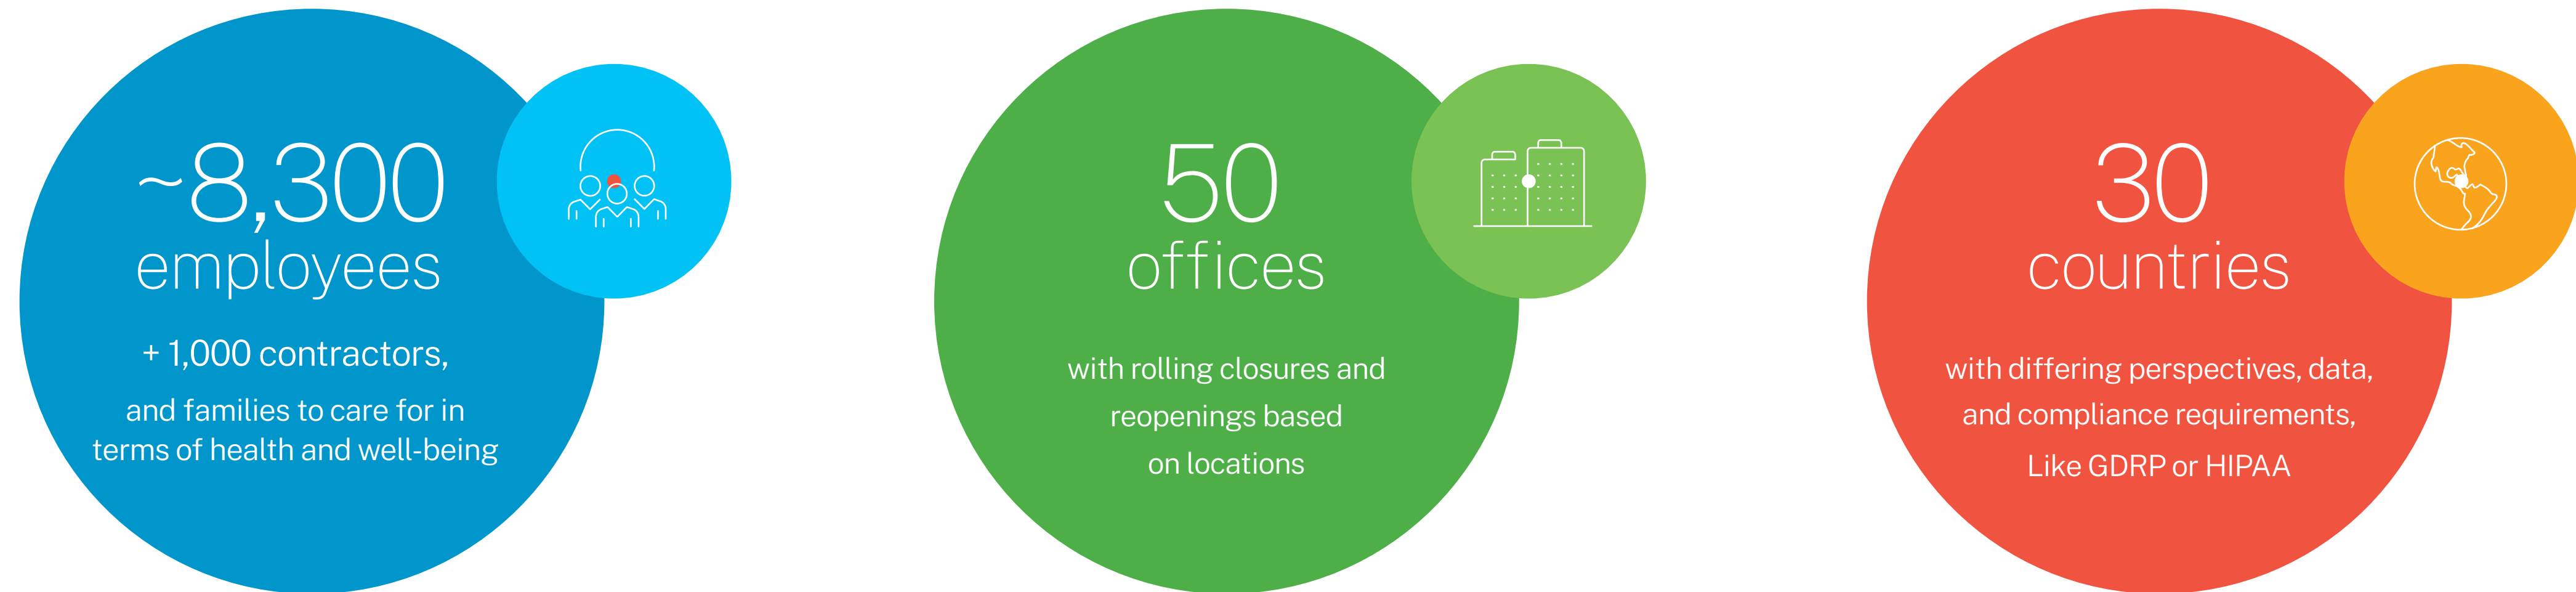 ~8,300
employees
+ 1,000 contractors,
and families to care for in
terms of health and well-being
50
offices
with rolling closures and
reopenings based
on locations
30
countries
with differing perspectives, data,
and compliance requirements,
Like GDRP or HIPAA